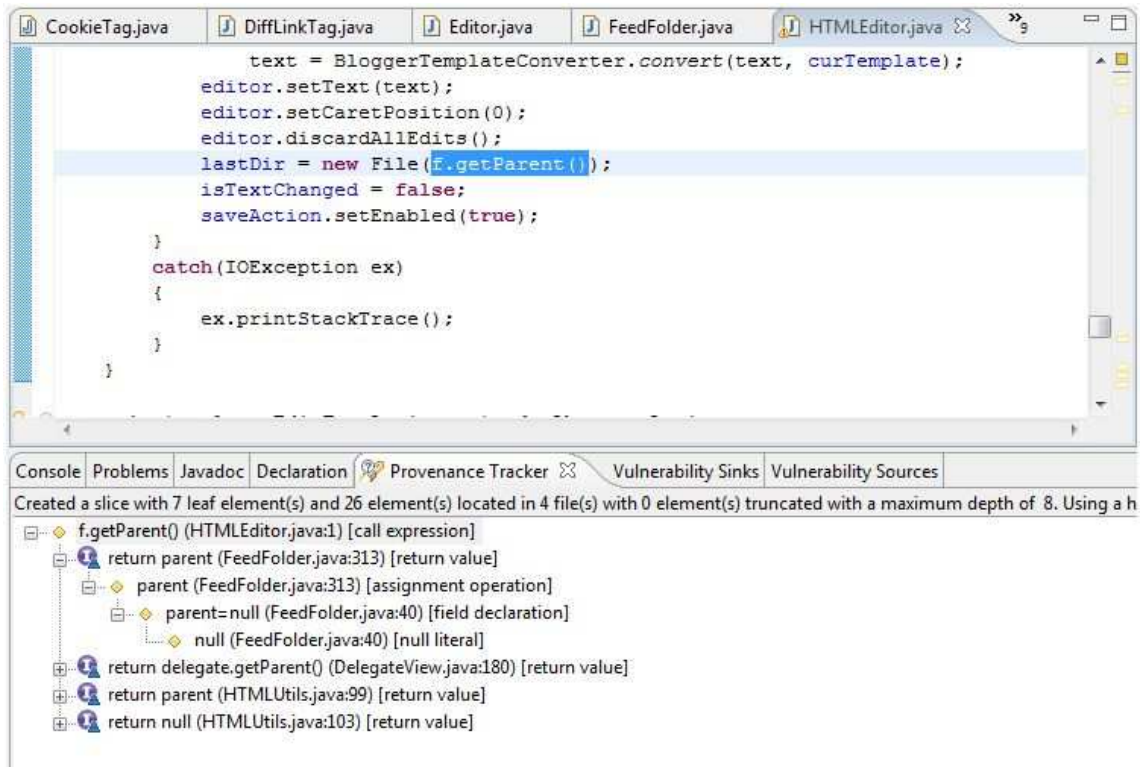 CookieTag.java DiffLinkTag.java Editor.java FeedFolder.java HTMLEditor.java »9
text = BloggerTemplateConverter.convert(text, curTemplate);
editor.setText(text);
editor.setCaretPosition(0);
editor.discardAllEdits();
lastDir = new File(f.getParent());
isTextChanged = false;
saveAction.setEnabled(true);
}
catch(IOException ex)
{
ex.printStackTrace();
}
}
Console Problems Javadoc Declaration Provenance Tracker Vulnerability Sinks Vulnerability Sources
Created a slice with 7 leaf element(s) and 26 element(s) located in 4 file(s) with 0 element(s) truncated with a maximum depth of 8. Using a h
f.getParent() (HTMLEditor.java:1) [call expression]
return parent (FeedFolder.java:313) [return value]
parent (FeedFolder.java:313) [assignment operation]
parent=null (FeedFolder.java:40) [field declaration]
null (FeedFolder.java:40) [null literal]
return delegate.getParent() (DelegateView.java:180) [return value]
return parent (HTMLUtils.java:99) [return value]
return null (HTMLUtils.java:103) [return value]